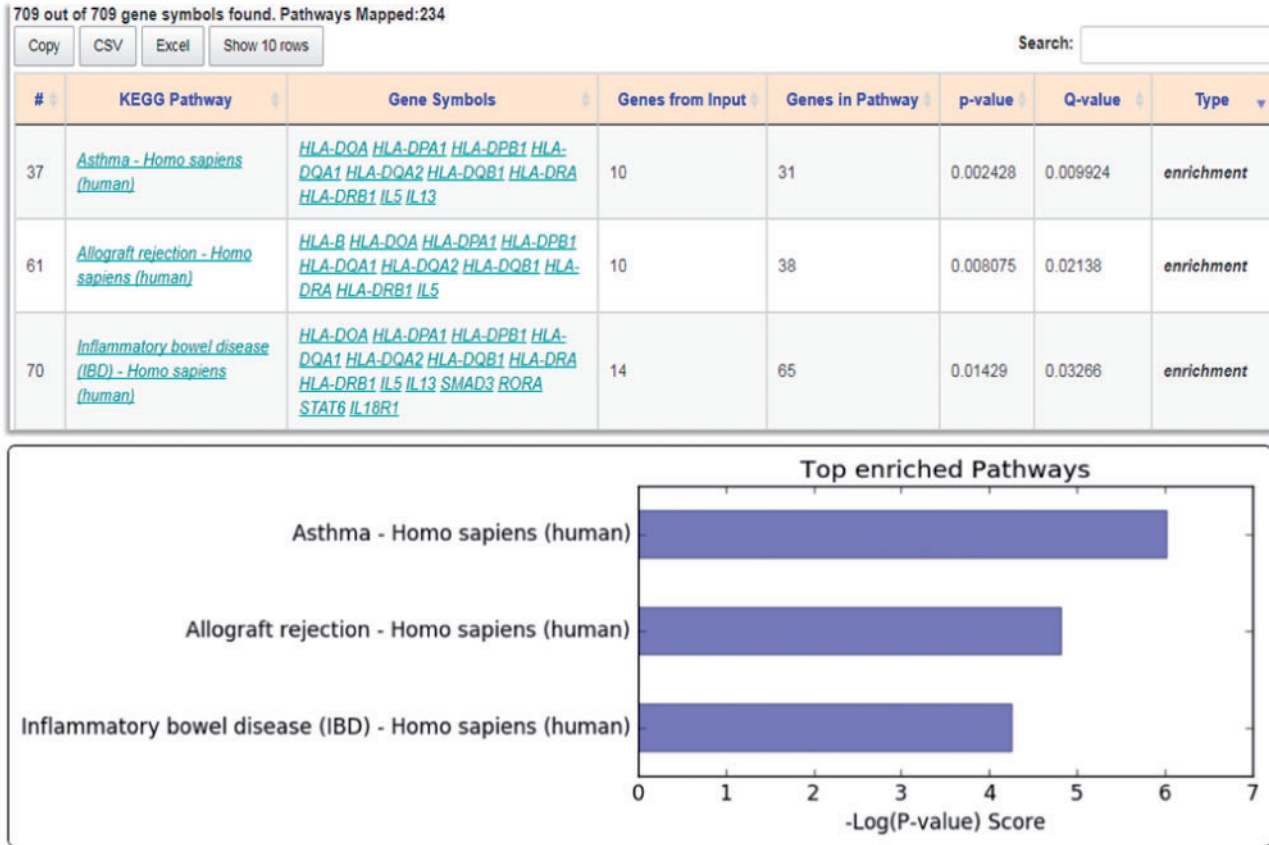 709 out of 709 gene symbols found. Pathways Mapped:234
Copy CSV Excel Show 10 rows Search:
# KEGG Pathway Gene Symbols Genes from Input Genes in Pathway p-value Q-value Type
37 Asthma - Homo sapiens (human) HLA-DOA HLA-DPA1 HLA-DPB1 HLA-DQA1 HLA-DQA2 HLA-DQB1 HLA-DRA HLA-DRB1 IL5 IL13 10 31 0.002428 0.009924 enrichment
61 Allograft rejection - Homo sapiens (human) HLA-B HLA-DOA HLA-DPA1 HLA-DPB1 HLA-DQA1 HLA-DQA2 HLA-DQB1 HLA-DRA HLA-DRB1 IL5 10 38 0.008075 0.02138 enrichment
70 Inflammatory bowel disease (IBD) - Homo sapiens (human) HLA-DOA HLA-DPA1 HLA-DPB1 HLA-DQA1 HLA-DQA2 HLA-DQB1 HLA-DRA HLA-DRB1 IL5 IL13 SMAD3 RORA STAT6 IL18R1 14 65 0.01429 0.03266 enrichment
Top enriched Pathways
Asthma - Homo sapiens (human)
Allograft rejection - Homo sapiens (human)
Inflammatory bowel disease (IBD) - Homo sapiens (human)
0 1 2 3 4 5 6 7
-Log(P-value) Score